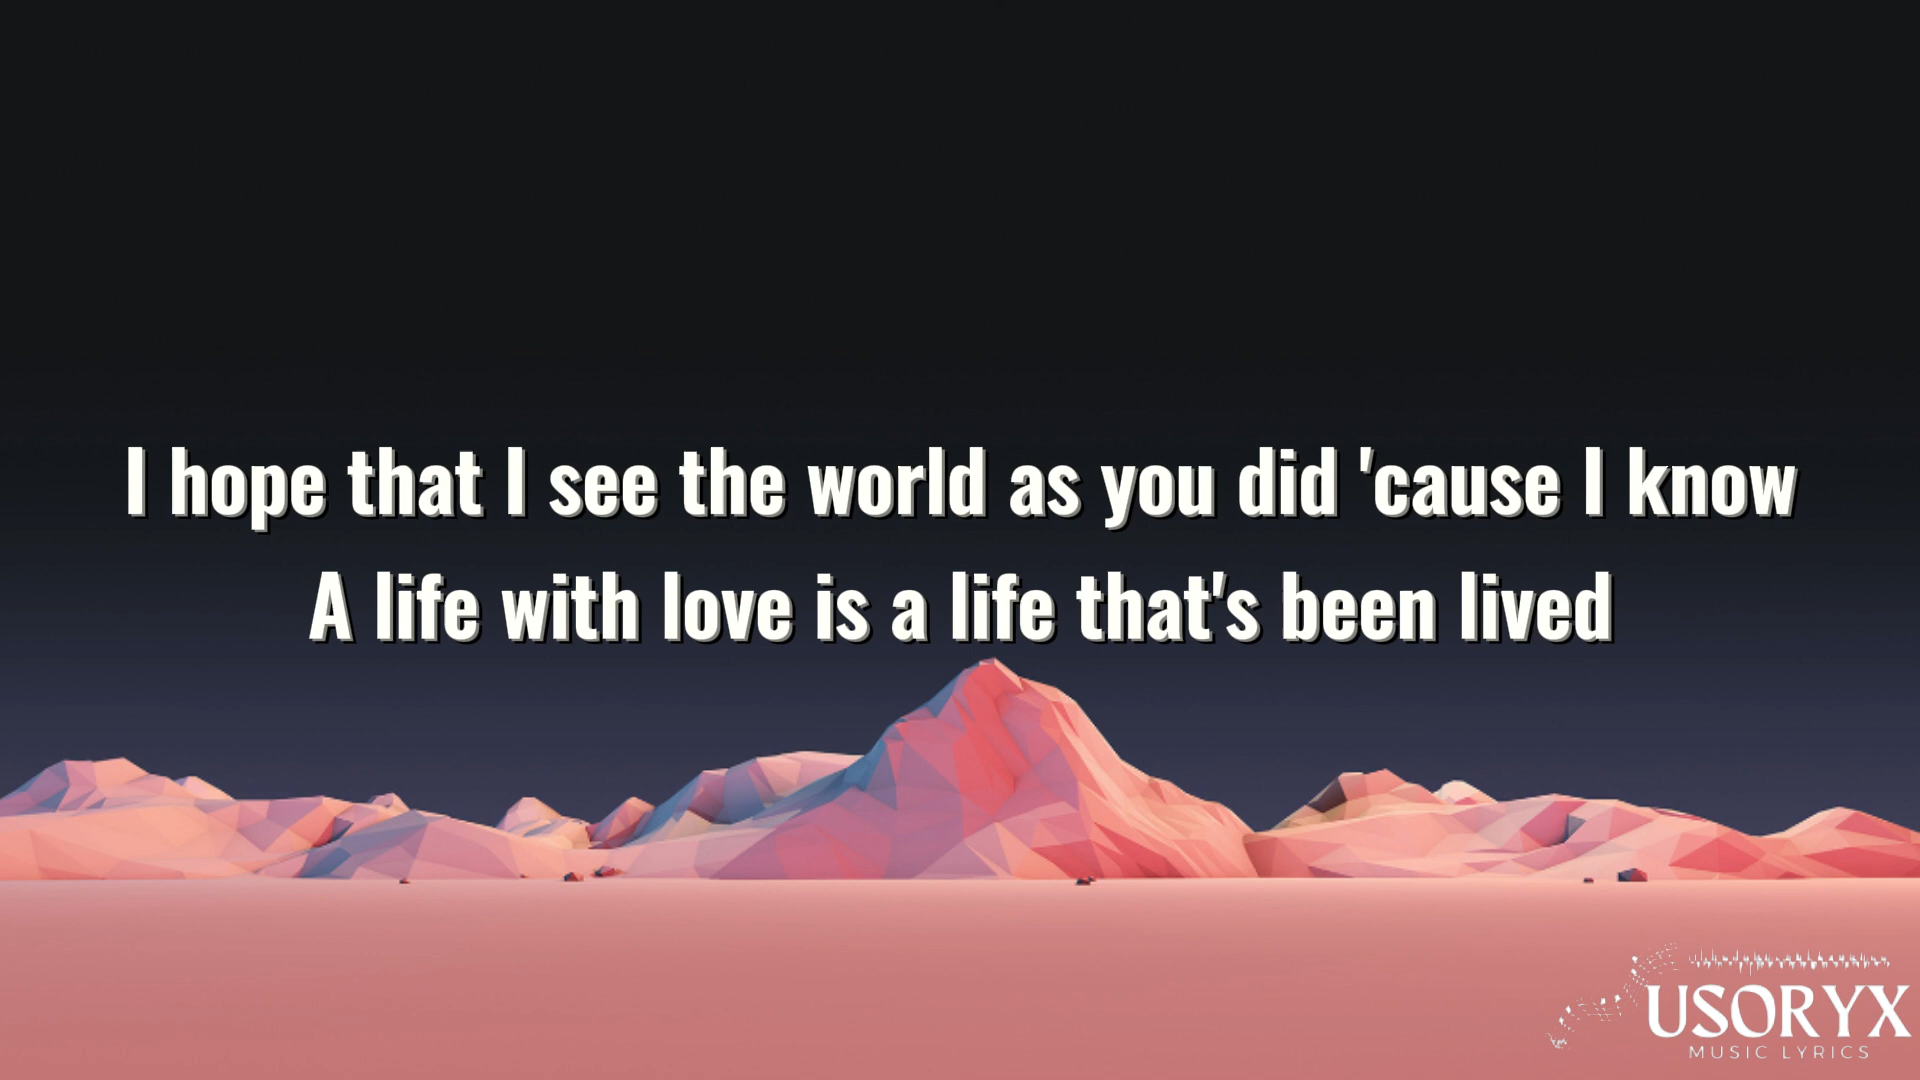 I hope that I see the world as you did 'cause I know
A life with love is a life that's been lived
USORYX
MUSIC LYRICS